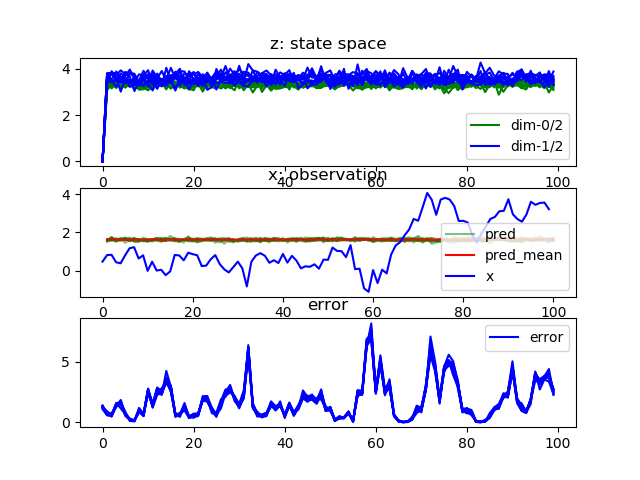 z: state space
4
2
0
dim-0/2
dim-1/2
0 20 40 60 80 100
x: observation
4
2
0
pred
pred_mean
x
0 20 40 60 80 100
error
5
0
error
0 20 40 60 80 100